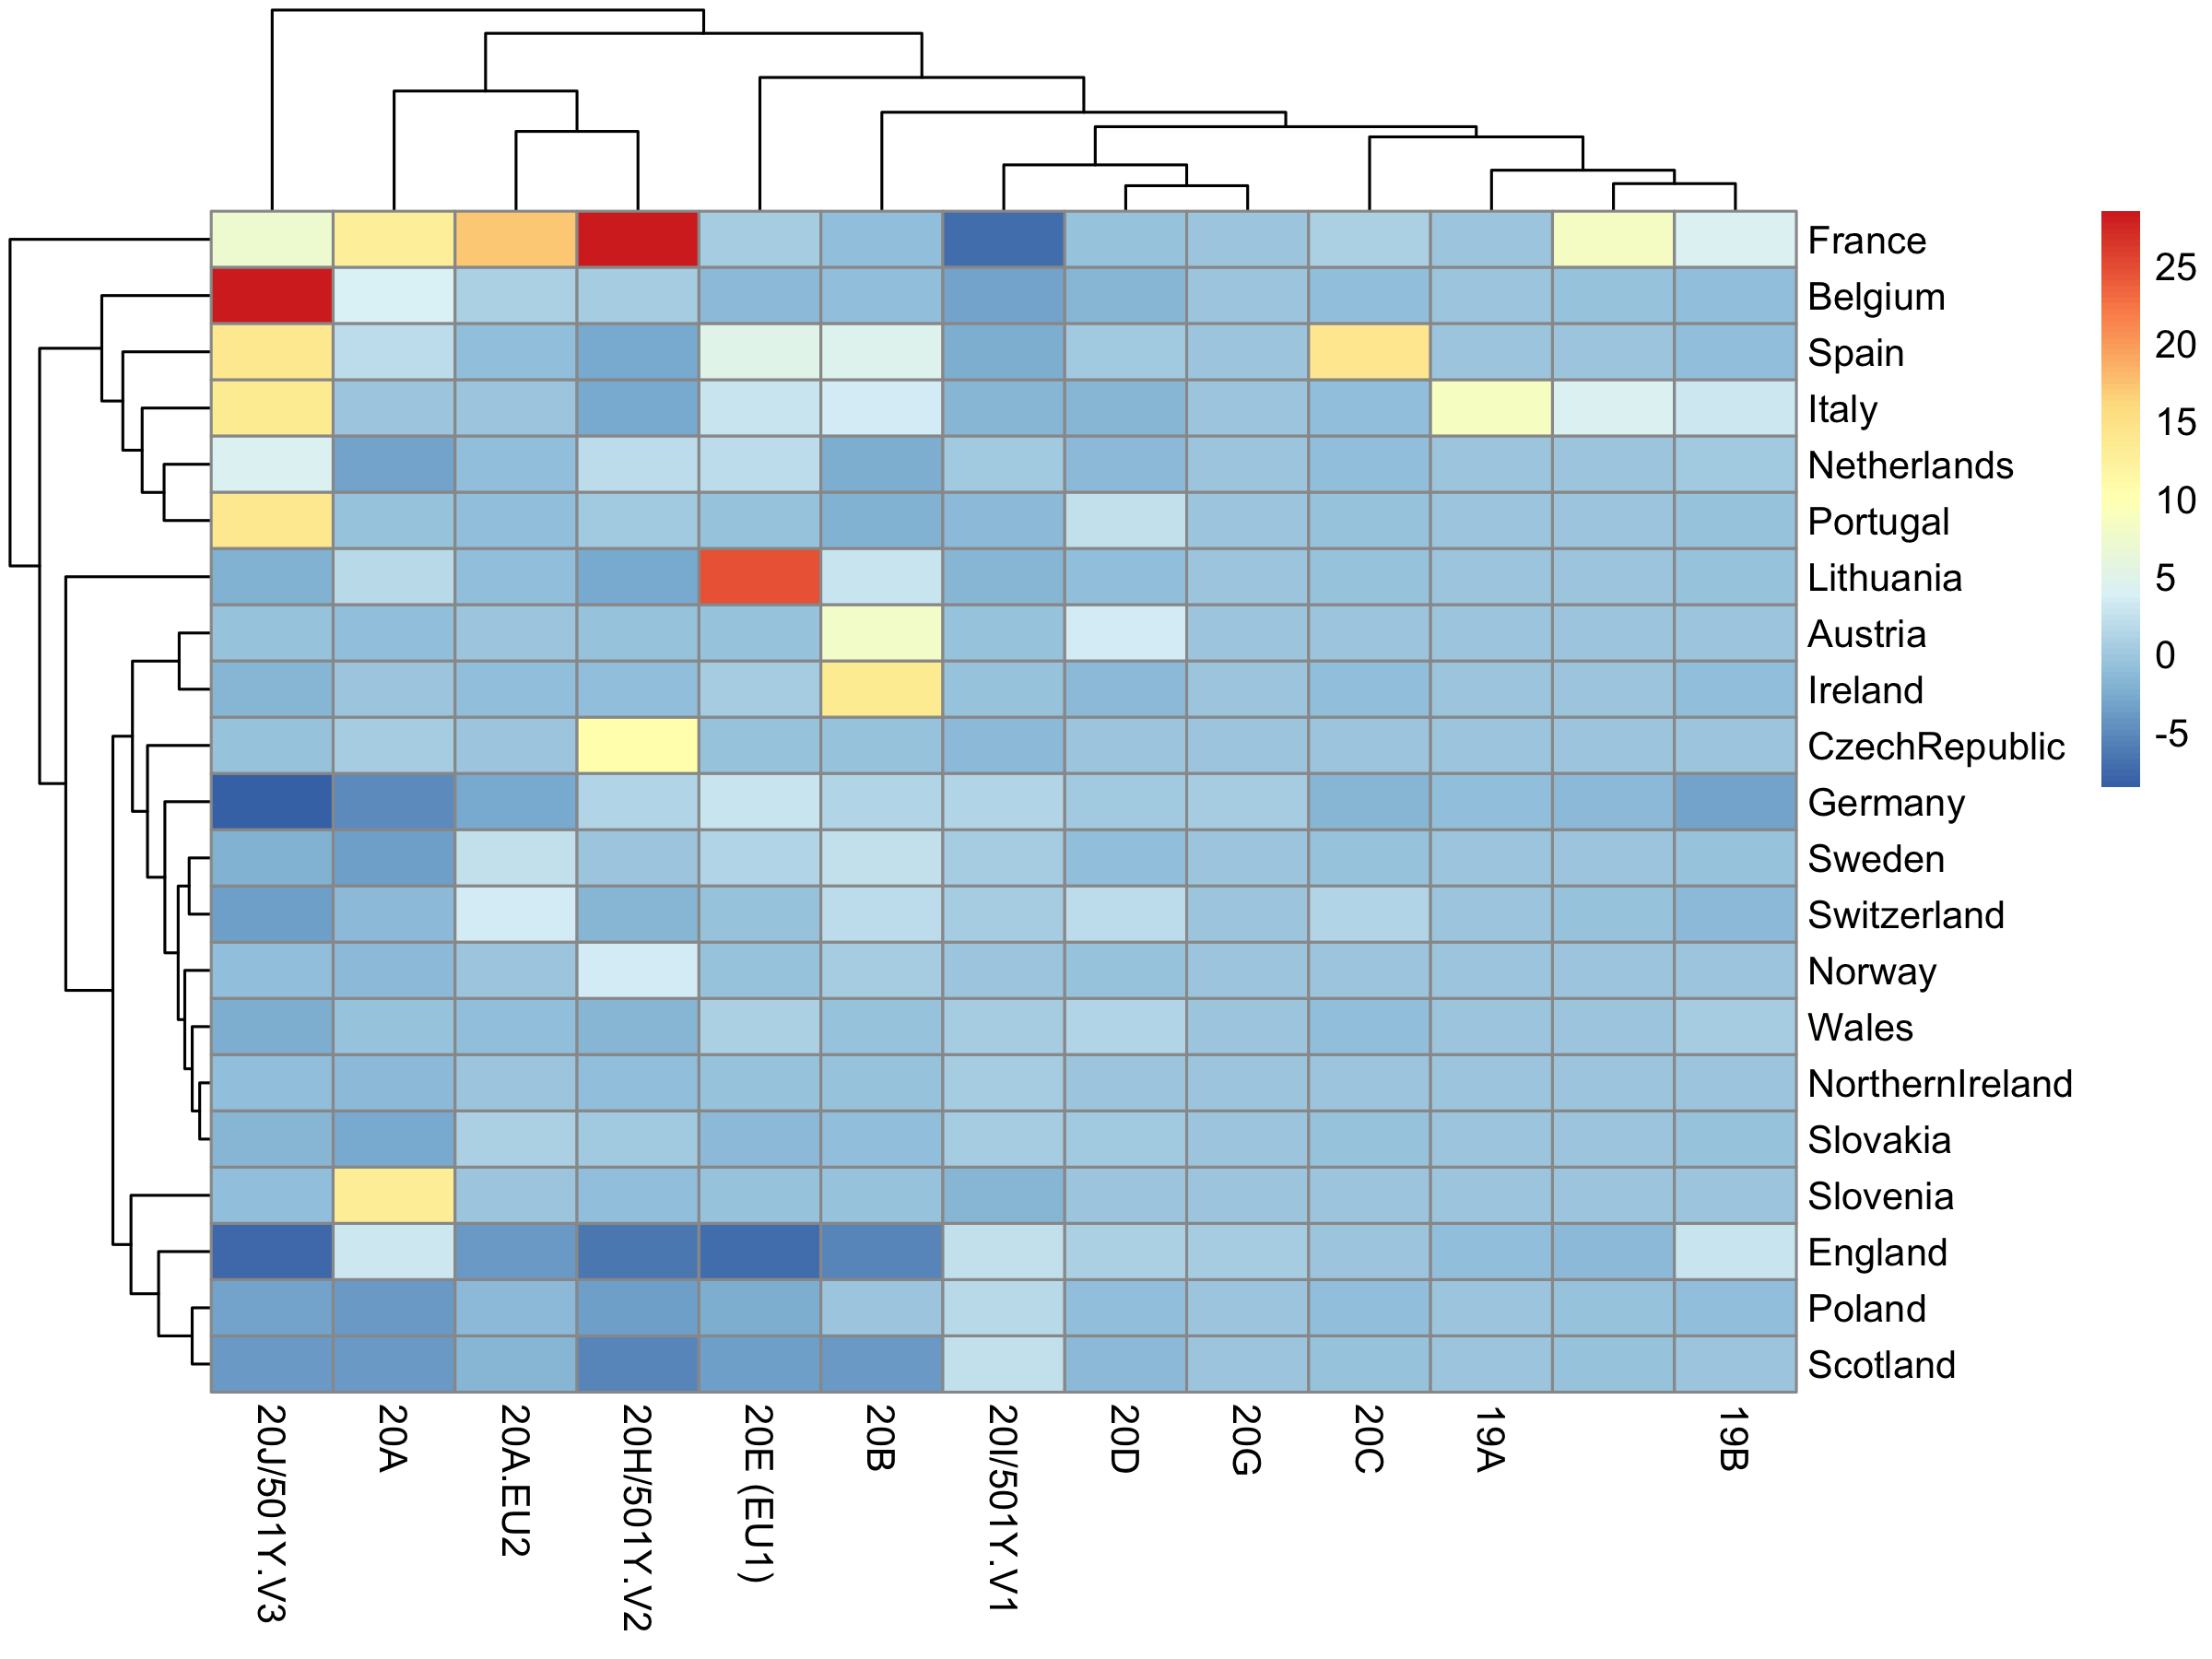 France
Belgium
Spain
Italy
Netherlands
Portugal
Lithuania
Austria
Ireland
CzechRepublic
Germany
Sweden
Switzerland
Norway
Wales
NorthernIreland
Slovakia
Slovenia
England
Poland
Scotland
25
20
15
10
5
0
-5
20J/501Y.V3
20A
20A.EU2
20H/501Y.V2
20E (EU1)
20B
20I/501Y.V1
20D
20G
20C
19A
19B